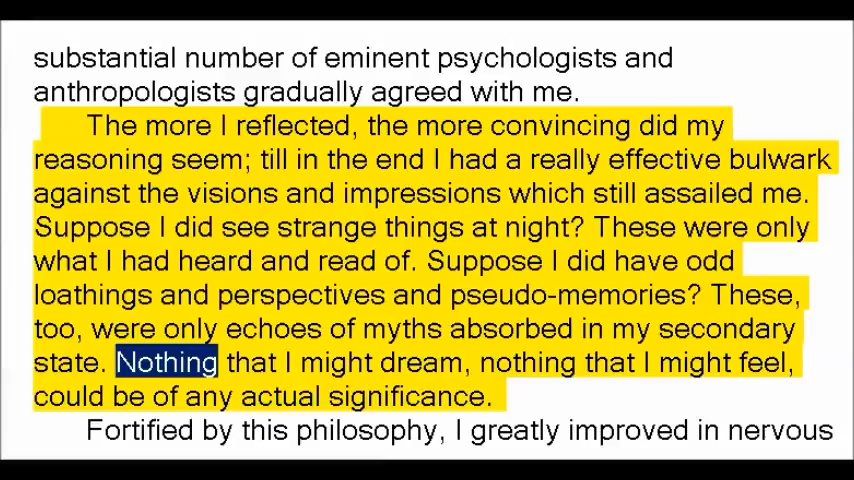 substantial number of eminent psychologists and
anthropologists gradually agreed with me.
The more I reflected, the more convincing did my
reasoning seem; till in the end I had a really effective bulwark
against the visions and impressions which still assailed me.
Suppose I did see strange things at night? These were only
what I had heard and read of. Suppose I did have odd
loathings and perspectives and pseudo-memories? These,
too, were only echoes of myths absorbed in my secondary
state. Nothing that I might dream, nothing that I might feel,
could be of any actual significance.
Fortified by this philosophy, I greatly improved in nervous